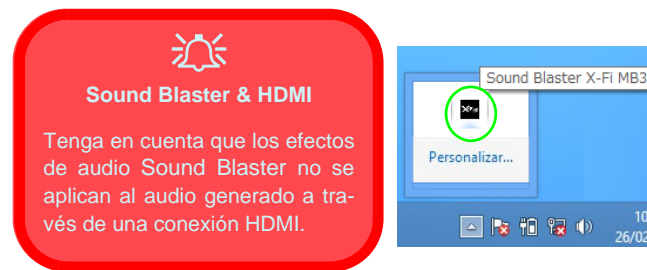 Sound Blaster & HDMI
Tenga en cuenta que los efectos
de audio Sound Blaster no se
aplican al audio generado a tra-
vés de una conexión HDMI.
Sound Blaster X-Fi MB3
Personalizar...
10
26/02